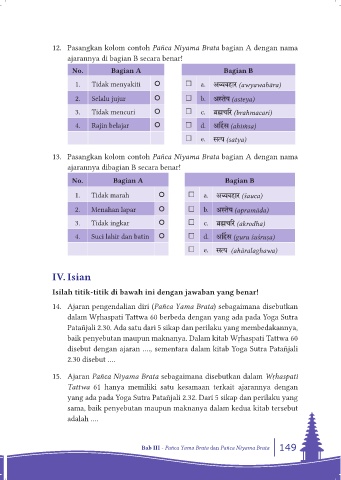 12. Pasangkan kolom contoh Pañca Niyama Brata bagian A dengan nama
ajarannya di bagian B secara benar!
No. Bagian A Bagian B
1. Tidak menyakiti O ☐ a. अव्यवहार (awyawahāra)
2. Selalu jujur O ☐ b. अस्तेय (asteya)
3. Tidak mencuri O ☐ c. ब्रह्मचरि (brahmacari)
4. Rajin belajar O ☐ d. अहिंस (ahimsa)
☐ e. सत्य (satya)
13. Pasangkan kolom contoh Pañca Niyama Brata bagian A dengan nama
ajarannya dibagian B secara benar!
No. Bagian A Bagian B
1. Tidak marah O ☐ a. अव्यवहार (śauca)
2. Menahan lapar O ☐ b. अस्तेय (apramāda)
3. Tidak ingkar O ☐ c. ब्रह्मचरि (akrodha)
4. Suci lahir dan batin O ☐ d. अहिंस (guru śuśrusa)
☐ e. सत्य (ahāralaghawa)
IV. Isian
Isilah titik-titik di bawah ini dengan jawaban yang benar!
14. Ajaran pengendalian diri (Pañca Yama Brata) sebagaimana disebutkan
dalam Wṛhaspati Tattwa 60 berbeda dengan yang ada pada Yoga Sutra
Patañjali 2.30. Ada satu dari 5 sikap dan perilaku yang membedakannya,
baik penyebutan maupun maknanya. Dalam kitab Wṛhaspati Tattwa 60
disebut dengan ajaran ...., sementara dalam kitab Yoga Sutra Patañjali
2.30 disebut ....
15. Ajaran Pañca Niyama Brata sebagaimana disebutkan dalam Wṛhaspati
Tattwa 61 hanya memiliki satu kesamaan terkait ajarannya dengan
yang ada pada Yoga Sutra Patañjali 2.32. Dari 5 sikap dan perilaku yang
sama, baik penyebutan maupun maknanya dalam kedua kitab tersebut
adalah ....
Bab III - Pañca Yama Brata dan Pañca Niyama Brata 149